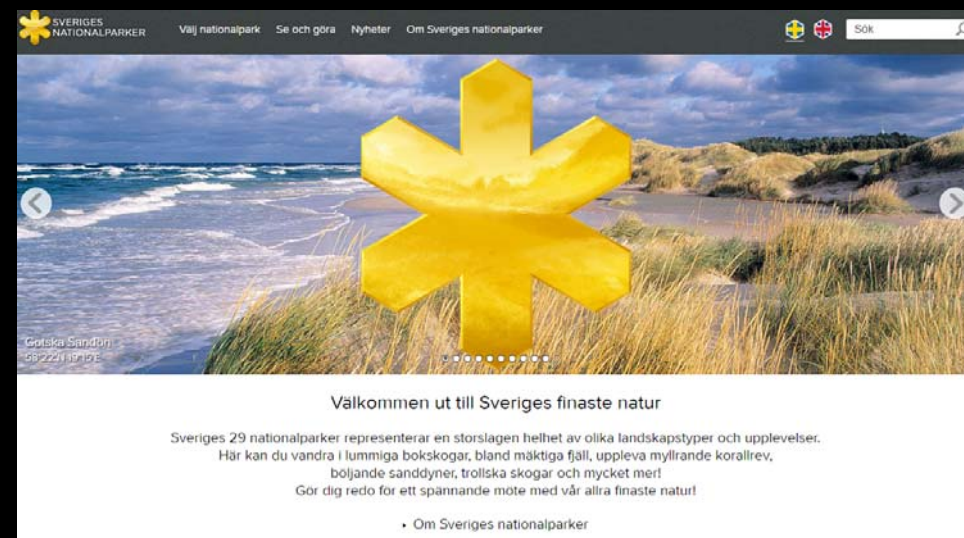 SVERIGES
NATIONALPARKER
Välj nationalpark Se och göra Nyheter Om Sveriges nationalparker
Sök
Gotska Sandön
Välkommen ut till Sveriges finaste natur
Sveriges 29 nationalparker representerar en storslagen helhet av olika landskapstyper och upplevelser.
Här kan du vandra i lummiga bokskogar, bland mäktiga fjäll, uppleva myllrande korallrev,
böljande sanddyner, trollska skogar och mycket mer!
Gör dig redo för ett spännande möte med vår allra finaste natur!
Om Sveriges nationalparker